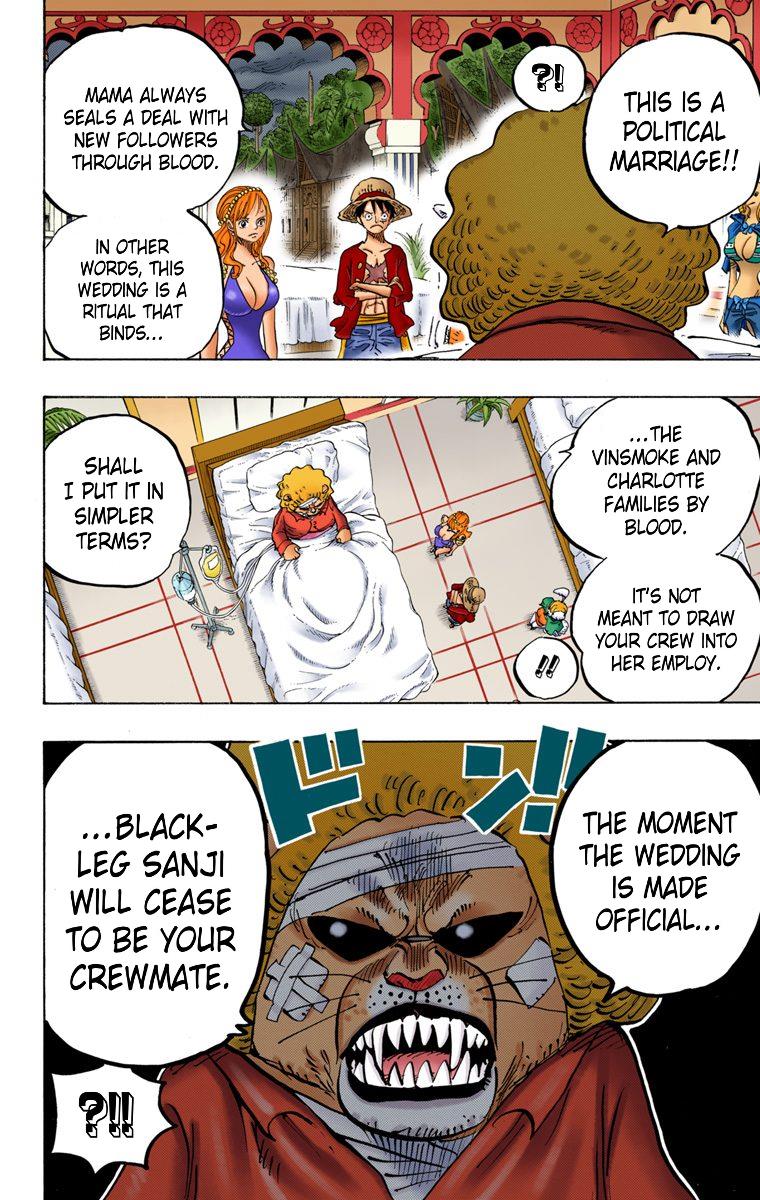 THIS IS A
POLITICAL
MARRIAGE!!
?!
MAMA ALWAYS
SEALS A DEAL WITH
NEW FOLLOWERS
THROUGH BLOOD.
IN OTHER
WORDS, THIS
WEDDING IS A
RITUAL THAT
BINDS...
...THE
VINSMOKE AND
CHARLOTTE
FAMILIES BY
BLOOD.
IT'S NOT
MEANT TO DRAW
YOUR CREW INTO
HER EMPLOY.
!!
SHALL
I PUT IT IN
SIMPLER
TERMS?
ドン!!
THE MOMENT
THE WEDDING
IS MADE
OFFICIAL...
...BLACK-
LEG SANJI
WILL CEASE
TO BE YOUR
CREWMATE.
?!!